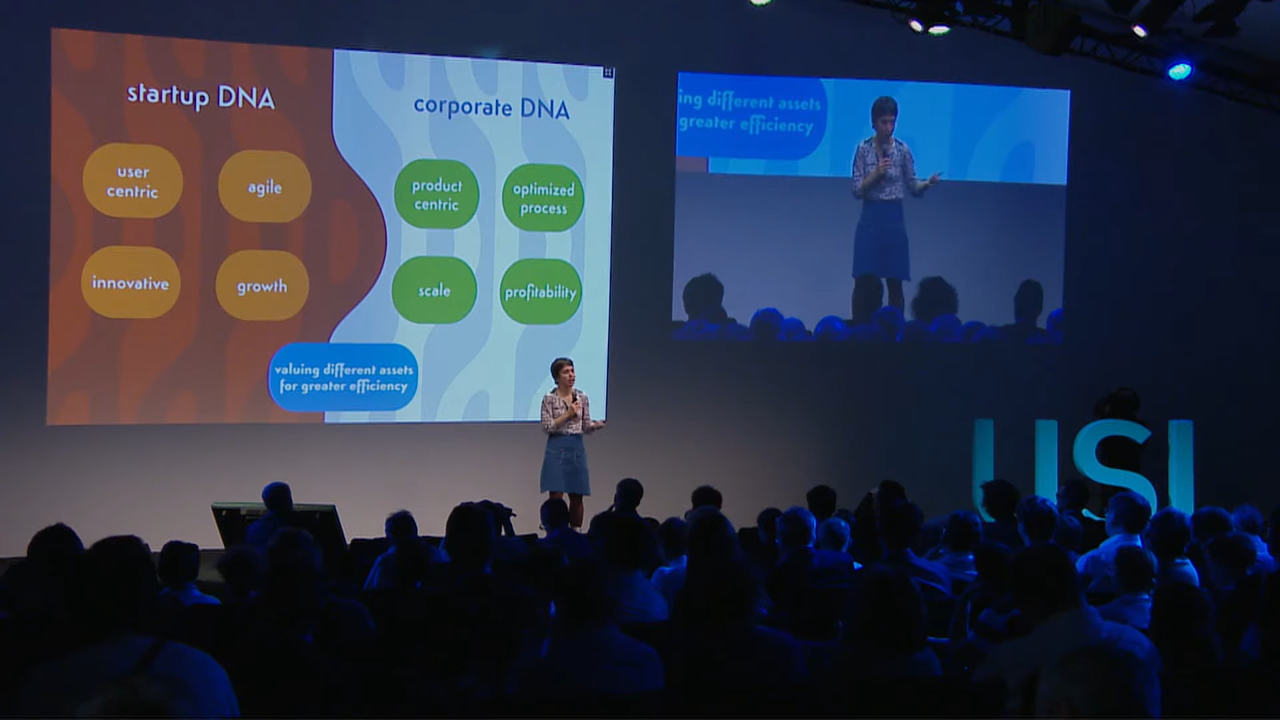 startup DNA
user
centric
agile
innovative
growth
corporate DNA
product
centric
optimized
process
scale
profitability
valuing different assets
for greater efficiency
ing different assets
greater efficiency
USI